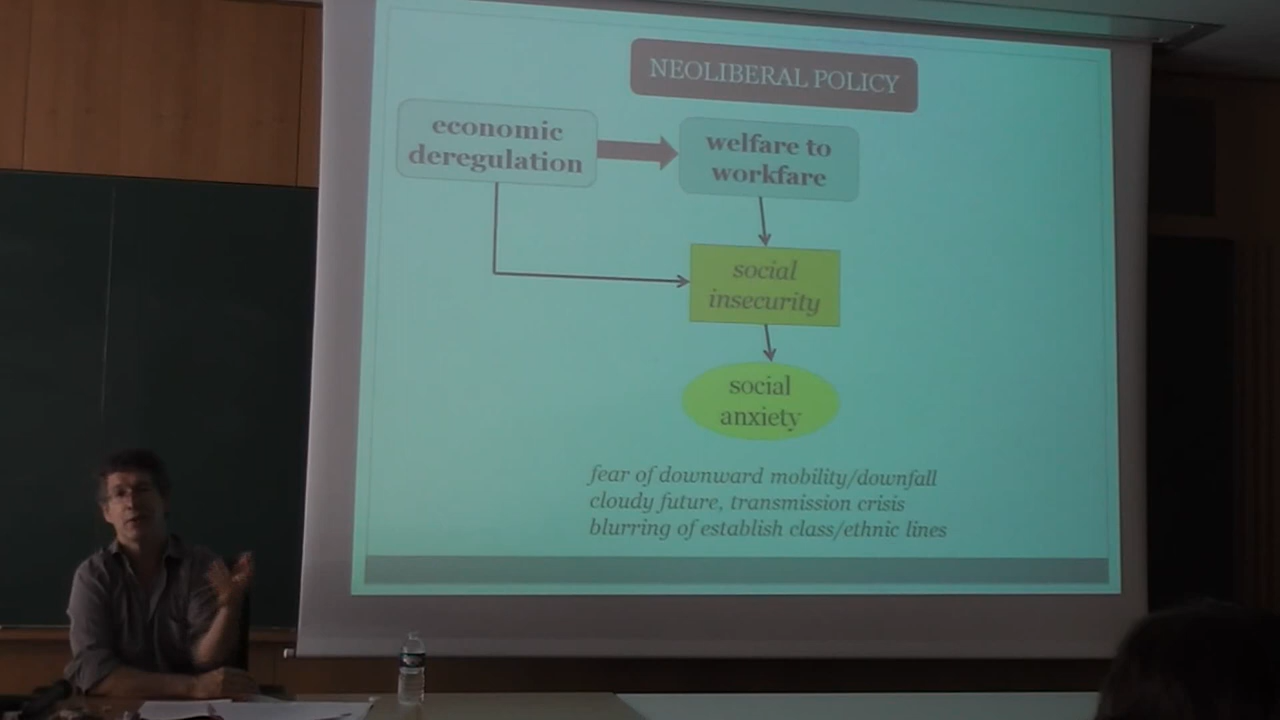 NEOLIBERAL POLICY
economic
deregulation
welfare to
workfare
social
insecurity
social
anxiety
fear of downward mobility/downfall
cloudy future, transmission crisis
blurring of establish class/ethnic lines